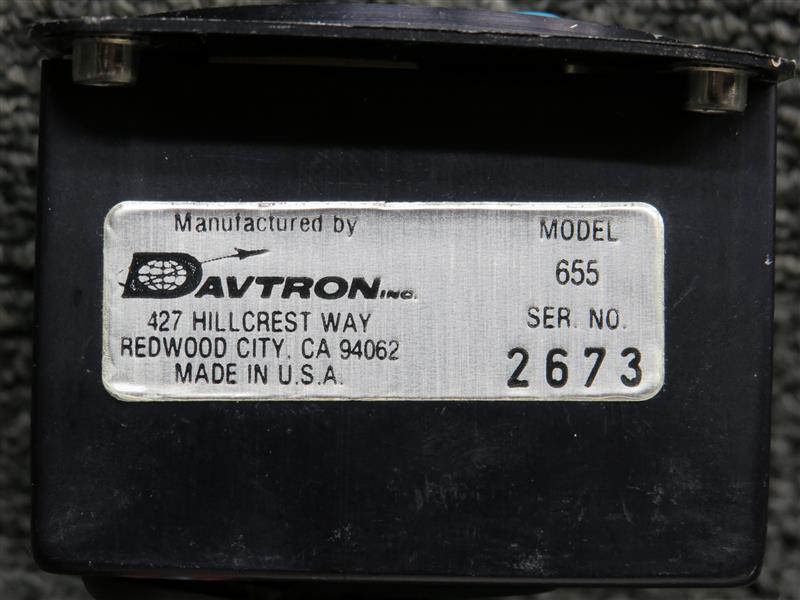 Manufactured by
DAVTRON INC.
427 HILLCREST WAY
REDWOOD CITY, CA 94062
MADE IN U.S.A.
MODEL
655
SER. NO.
2673